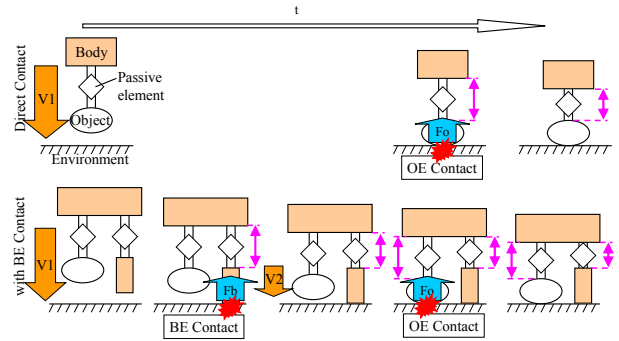 t
Direct Contact
V1
Body
Passive
element
Object
Environment
Fo
OE Contact
with BE Contact
V1
Fb
V2
BE Contact
Fo
OE Contact